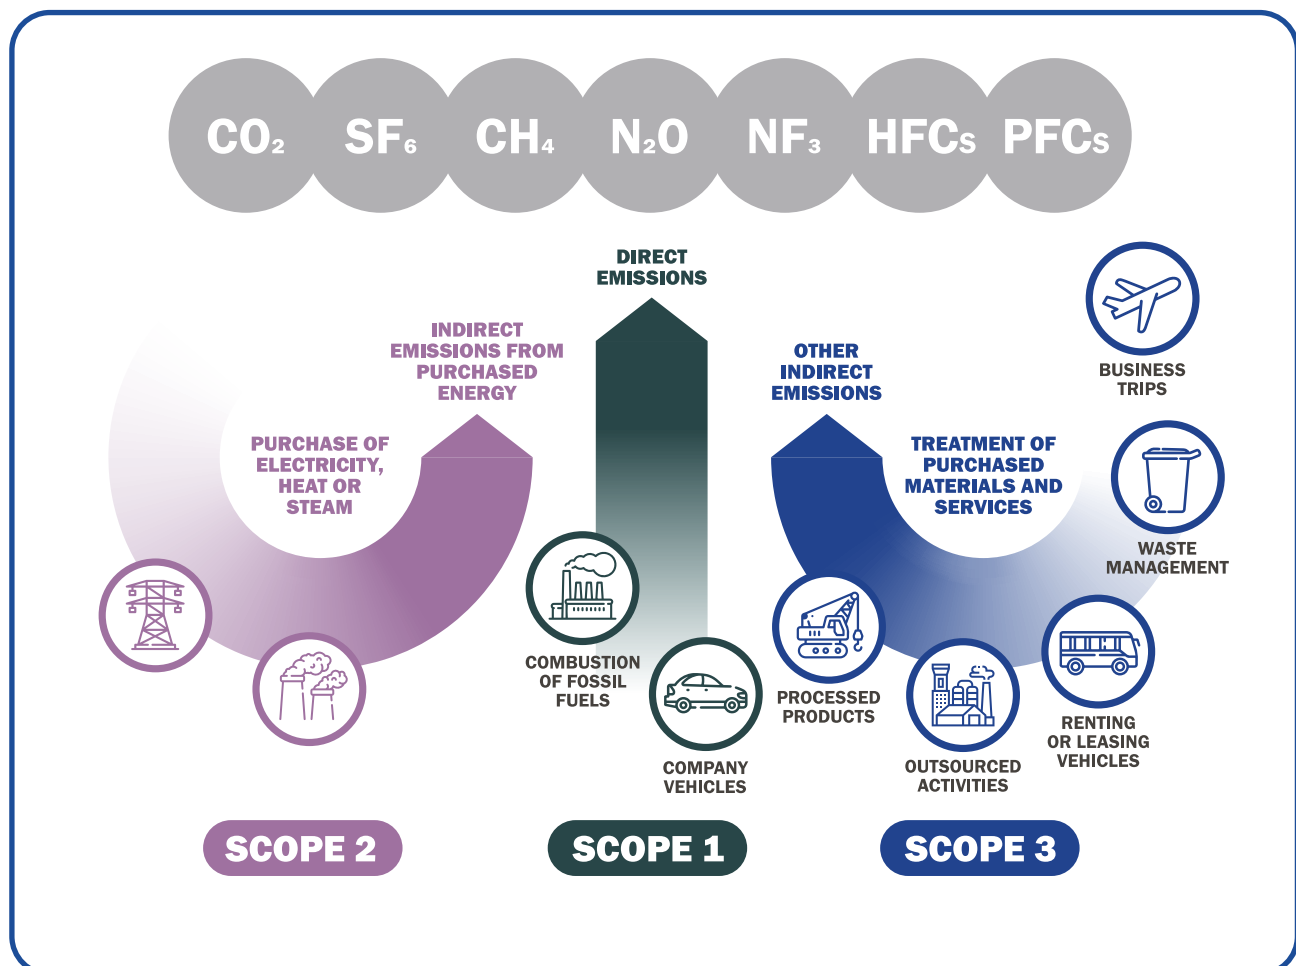 CO₂ SF₆ CH₄ N₂O NF₃ HFCs PFCs
DIRECT
EMISSIONS
INDIRECT
EMISSIONS FROM
PURCHASED
ENERGY
OTHER
INDIRECT
EMISSIONS
PURCHASE OF
ELECTRICITY,
HEAT OR
STEAM
TREATMENT OF
PURCHASED
MATERIALS AND
SERVICES
BUSINESS
TRIPS
WASTE
MANAGEMENT
COMBUSTION
OF FOSSIL
FUELS
COMPANY
VEHICLES
PROCESSED
PRODUCTS
OUTSOURCED
ACTIVITIES
RENTING
OR LEASING
VEHICLES
SCOPE 2
SCOPE 1
SCOPE 3